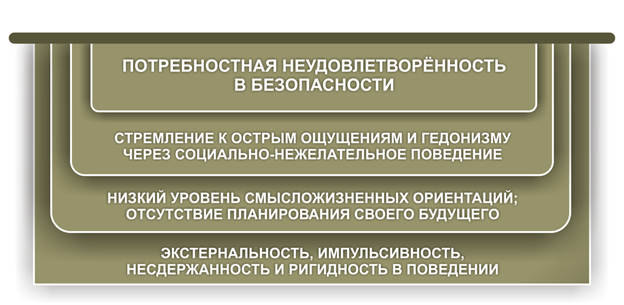 ПОТРЕБНОСТНАЯ НЕУДОВЛЕТВОРЁННОСТЬ
В БЕЗОПАСНОСТИ
СТРЕМЛЕНИЕ К ОСТРЫМ ОЩУЩЕНИЯМ И ГЕДОНИЗМУ
ЧЕРЕЗ СОЦИАЛЬНО-НЕЖЕЛАТЕЛЬНОЕ ПОВЕДЕНИЕ
НИЗКИЙ УРОВЕНЬ СМЫСЛОЖИЗНЕННЫХ ОРИЕНТАЦИЙ;
ОТСУТСТВИЕ ПЛАНИРОВАНИЯ СВОЕГО БУДУЩЕГО
ЭКСТЕРНАЛЬНОСТЬ, ИМПУЛЬСИВНОСТЬ,
НЕСДЕРЖАННОСТЬ И РИГИДНОСТЬ В ПОВЕДЕНИИ